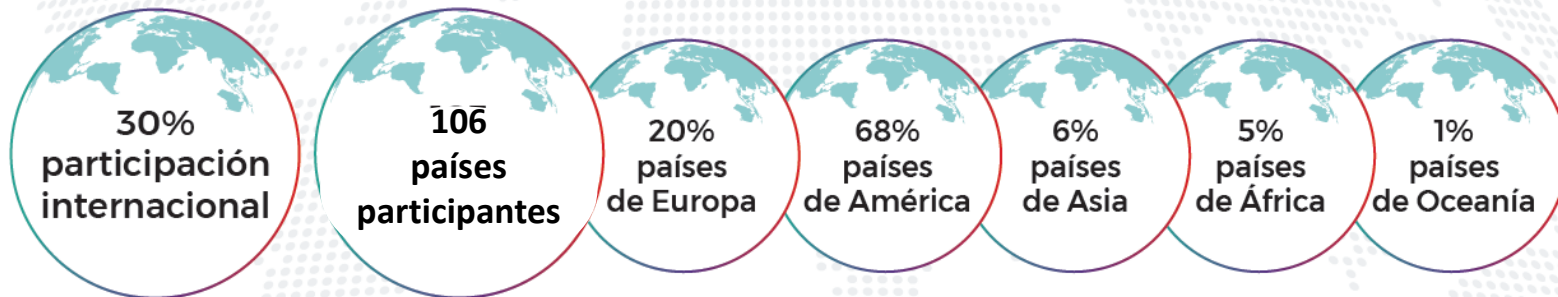 30%
participación
internacional
106
países
participantes
20%
países
de Europa
68%
países
de América
6%
países
de Asia
5%
países
de África
1%
países
de Oceanía